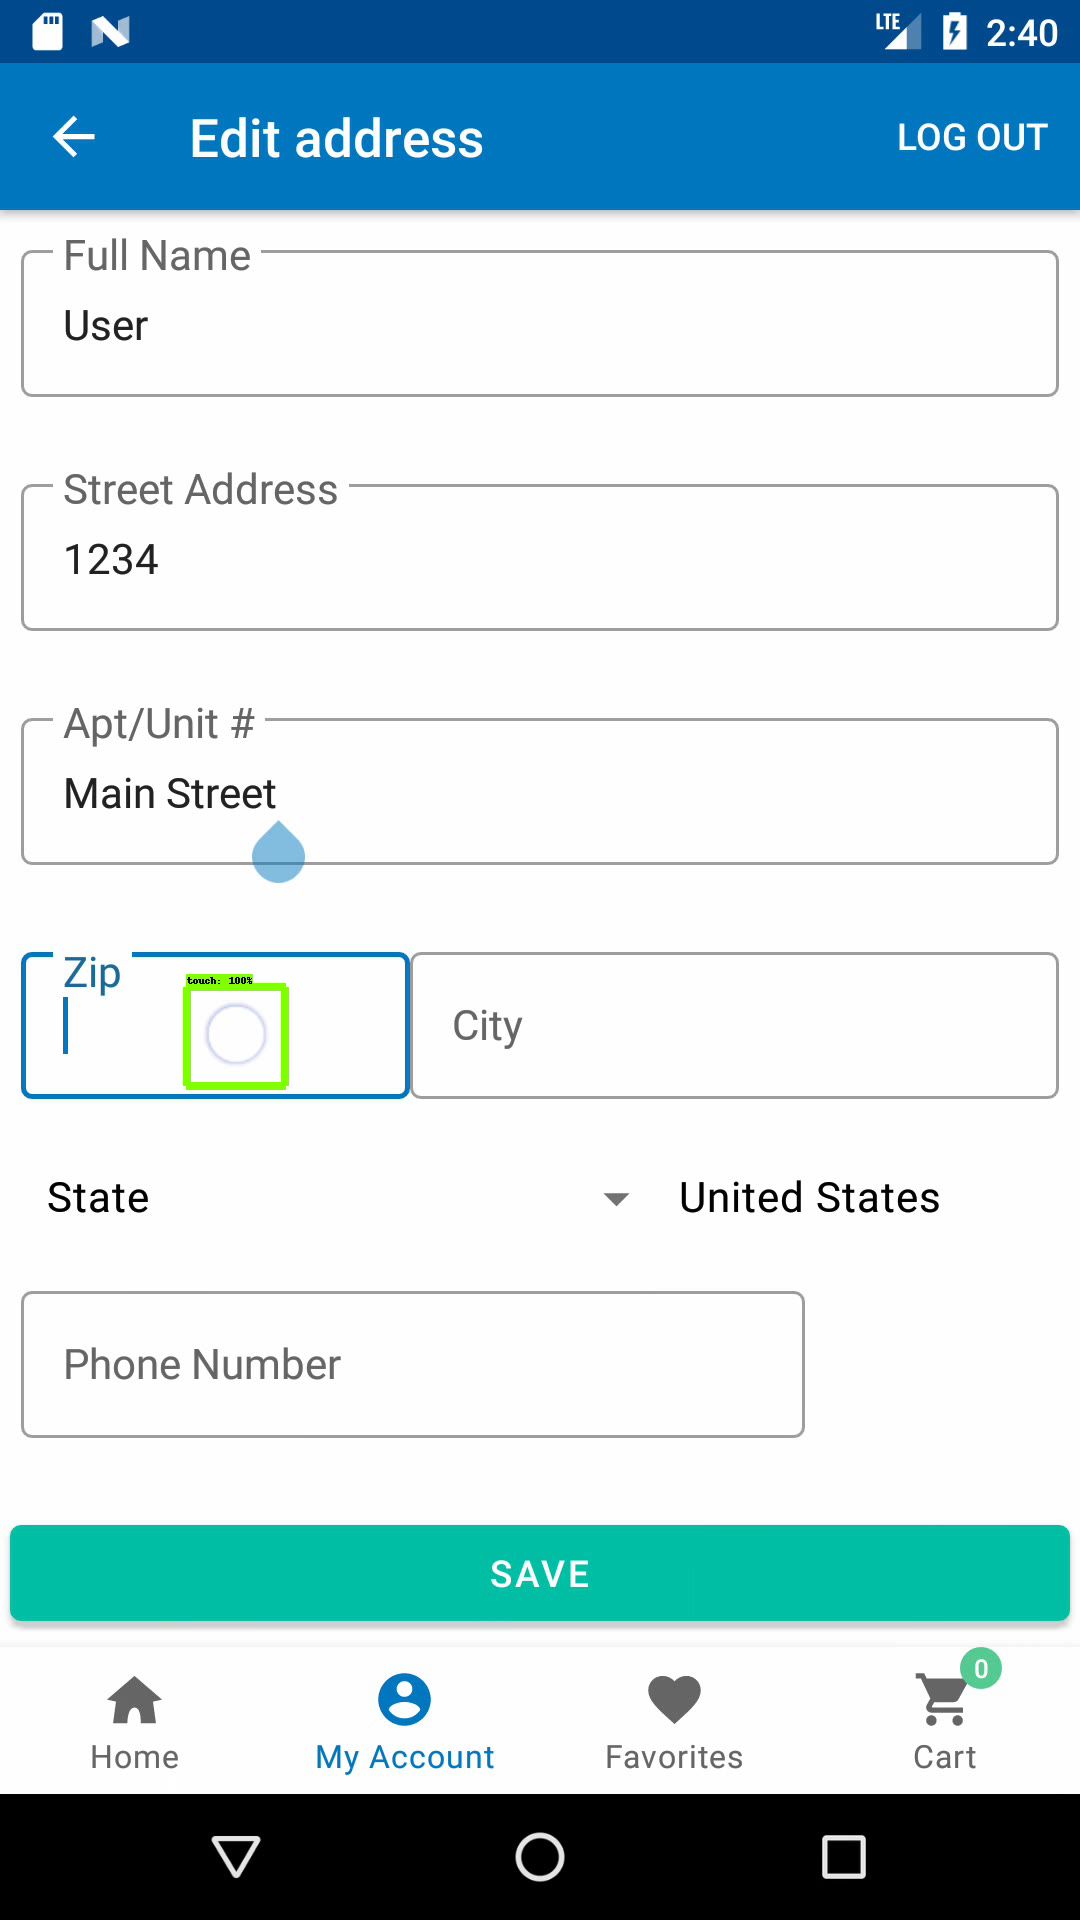 LTE 2:40
Edit address LOG OUT
Full Name
User
Street Address
1234
Apt/Unit #
Main Street
Zip
touch: 100%
City
State United States
Phone Number
SAVE
0
Home My Account Favorites Cart